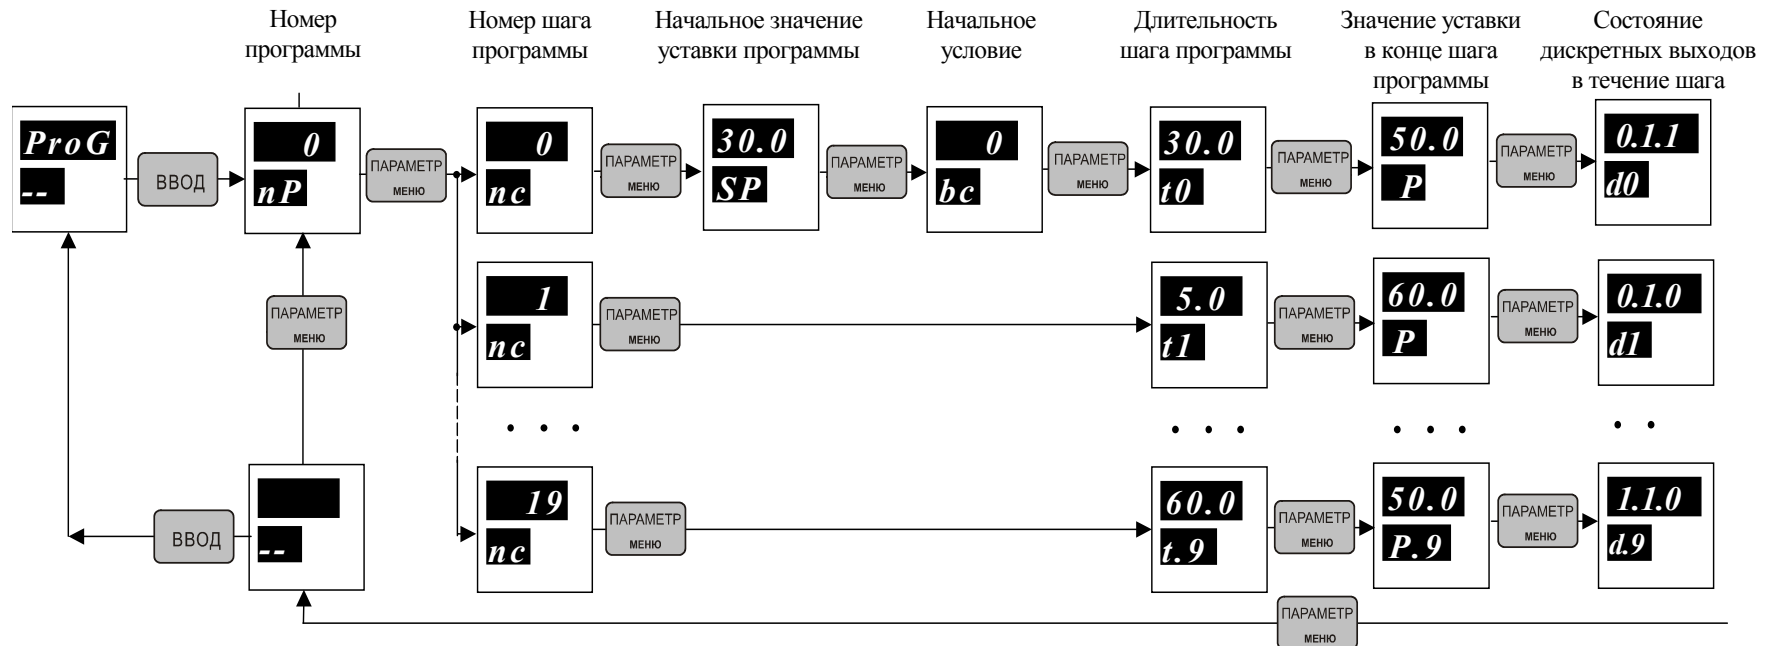 Номер
программы
Номер шага
программы
Начальное значение
уставки программы
Начальное
условие
Длительность
шага программы
Значение уставки
в конце шага
программы
Состояние
дискретных выходов
в течение шага
ProG
--
ВВОД
0
nP
ПАРАМЕТР
МЕНЮ
0
nc
ПАРАМЕТР
МЕНЮ
30.0
SP
ПАРАМЕТР
МЕНЮ
0
bc
ПАРАМЕТР
МЕНЮ
30.0
t0
ПАРАМЕТР
МЕНЮ
50.0
P
ПАРАМЕТР
МЕНЮ
0.1.1
d0
ПАРАМЕТР
МЕНЮ
1
nc
ПАРАМЕТР
МЕНЮ
5.0
t1
ПАРАМЕТР
МЕНЮ
60.0
P
ПАРАМЕТР
МЕНЮ
0.1.0
d1
. . .
. . .
. . .
. .
ВВОД
--
19
nc
ПАРАМЕТР
МЕНЮ
60.0
t.9
ПАРАМЕТР
МЕНЮ
50.0
P.9
ПАРАМЕТР
МЕНЮ
1.1.0
d.9
ПАРАМЕТР
МЕНЮ